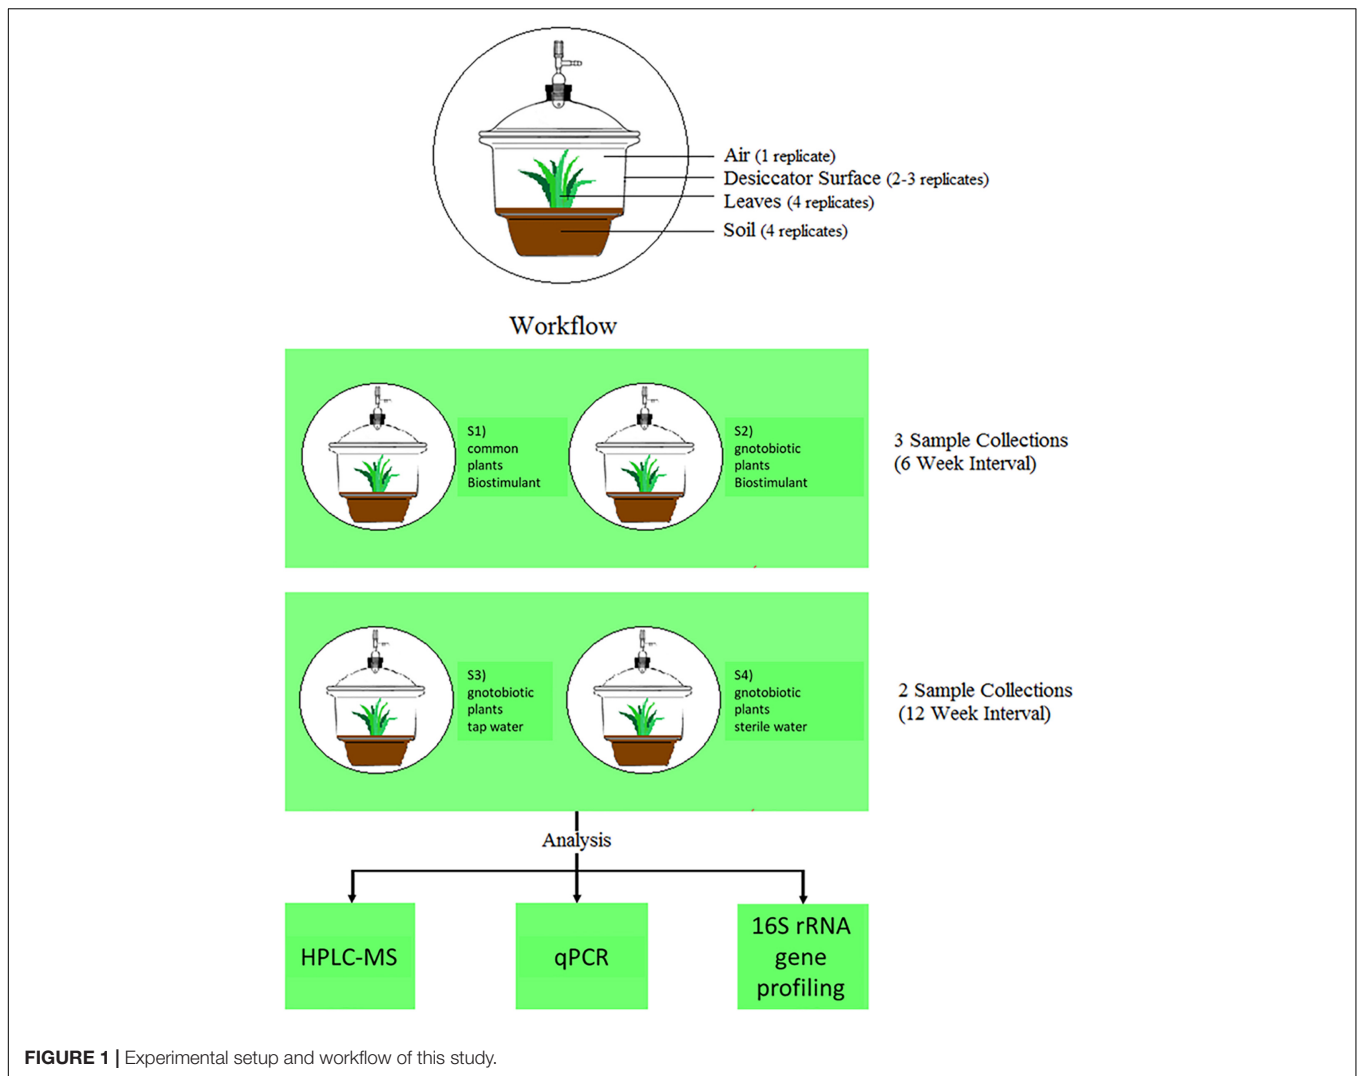 Air (1 replicate)
Desiccator Surface (2-3 replicates)
Leaves (4 replicates)
Soil (4 replicates)
Workflow
S1)
common
plants
Biostimulant
S2)
gnotobiotic
plants
Biostimulant
3 Sample Collections
(6 Week Interval)
S3)
gnotobiotic
plants
tap water
S4)
gnotobiotic
plants
sterile water
2 Sample Collections
(12 Week Interval)
Analysis
HPLC-MS
qPCR
16S rRNA
gene
profiling
FIGURE 1 | Experimental setup and workflow of this study.